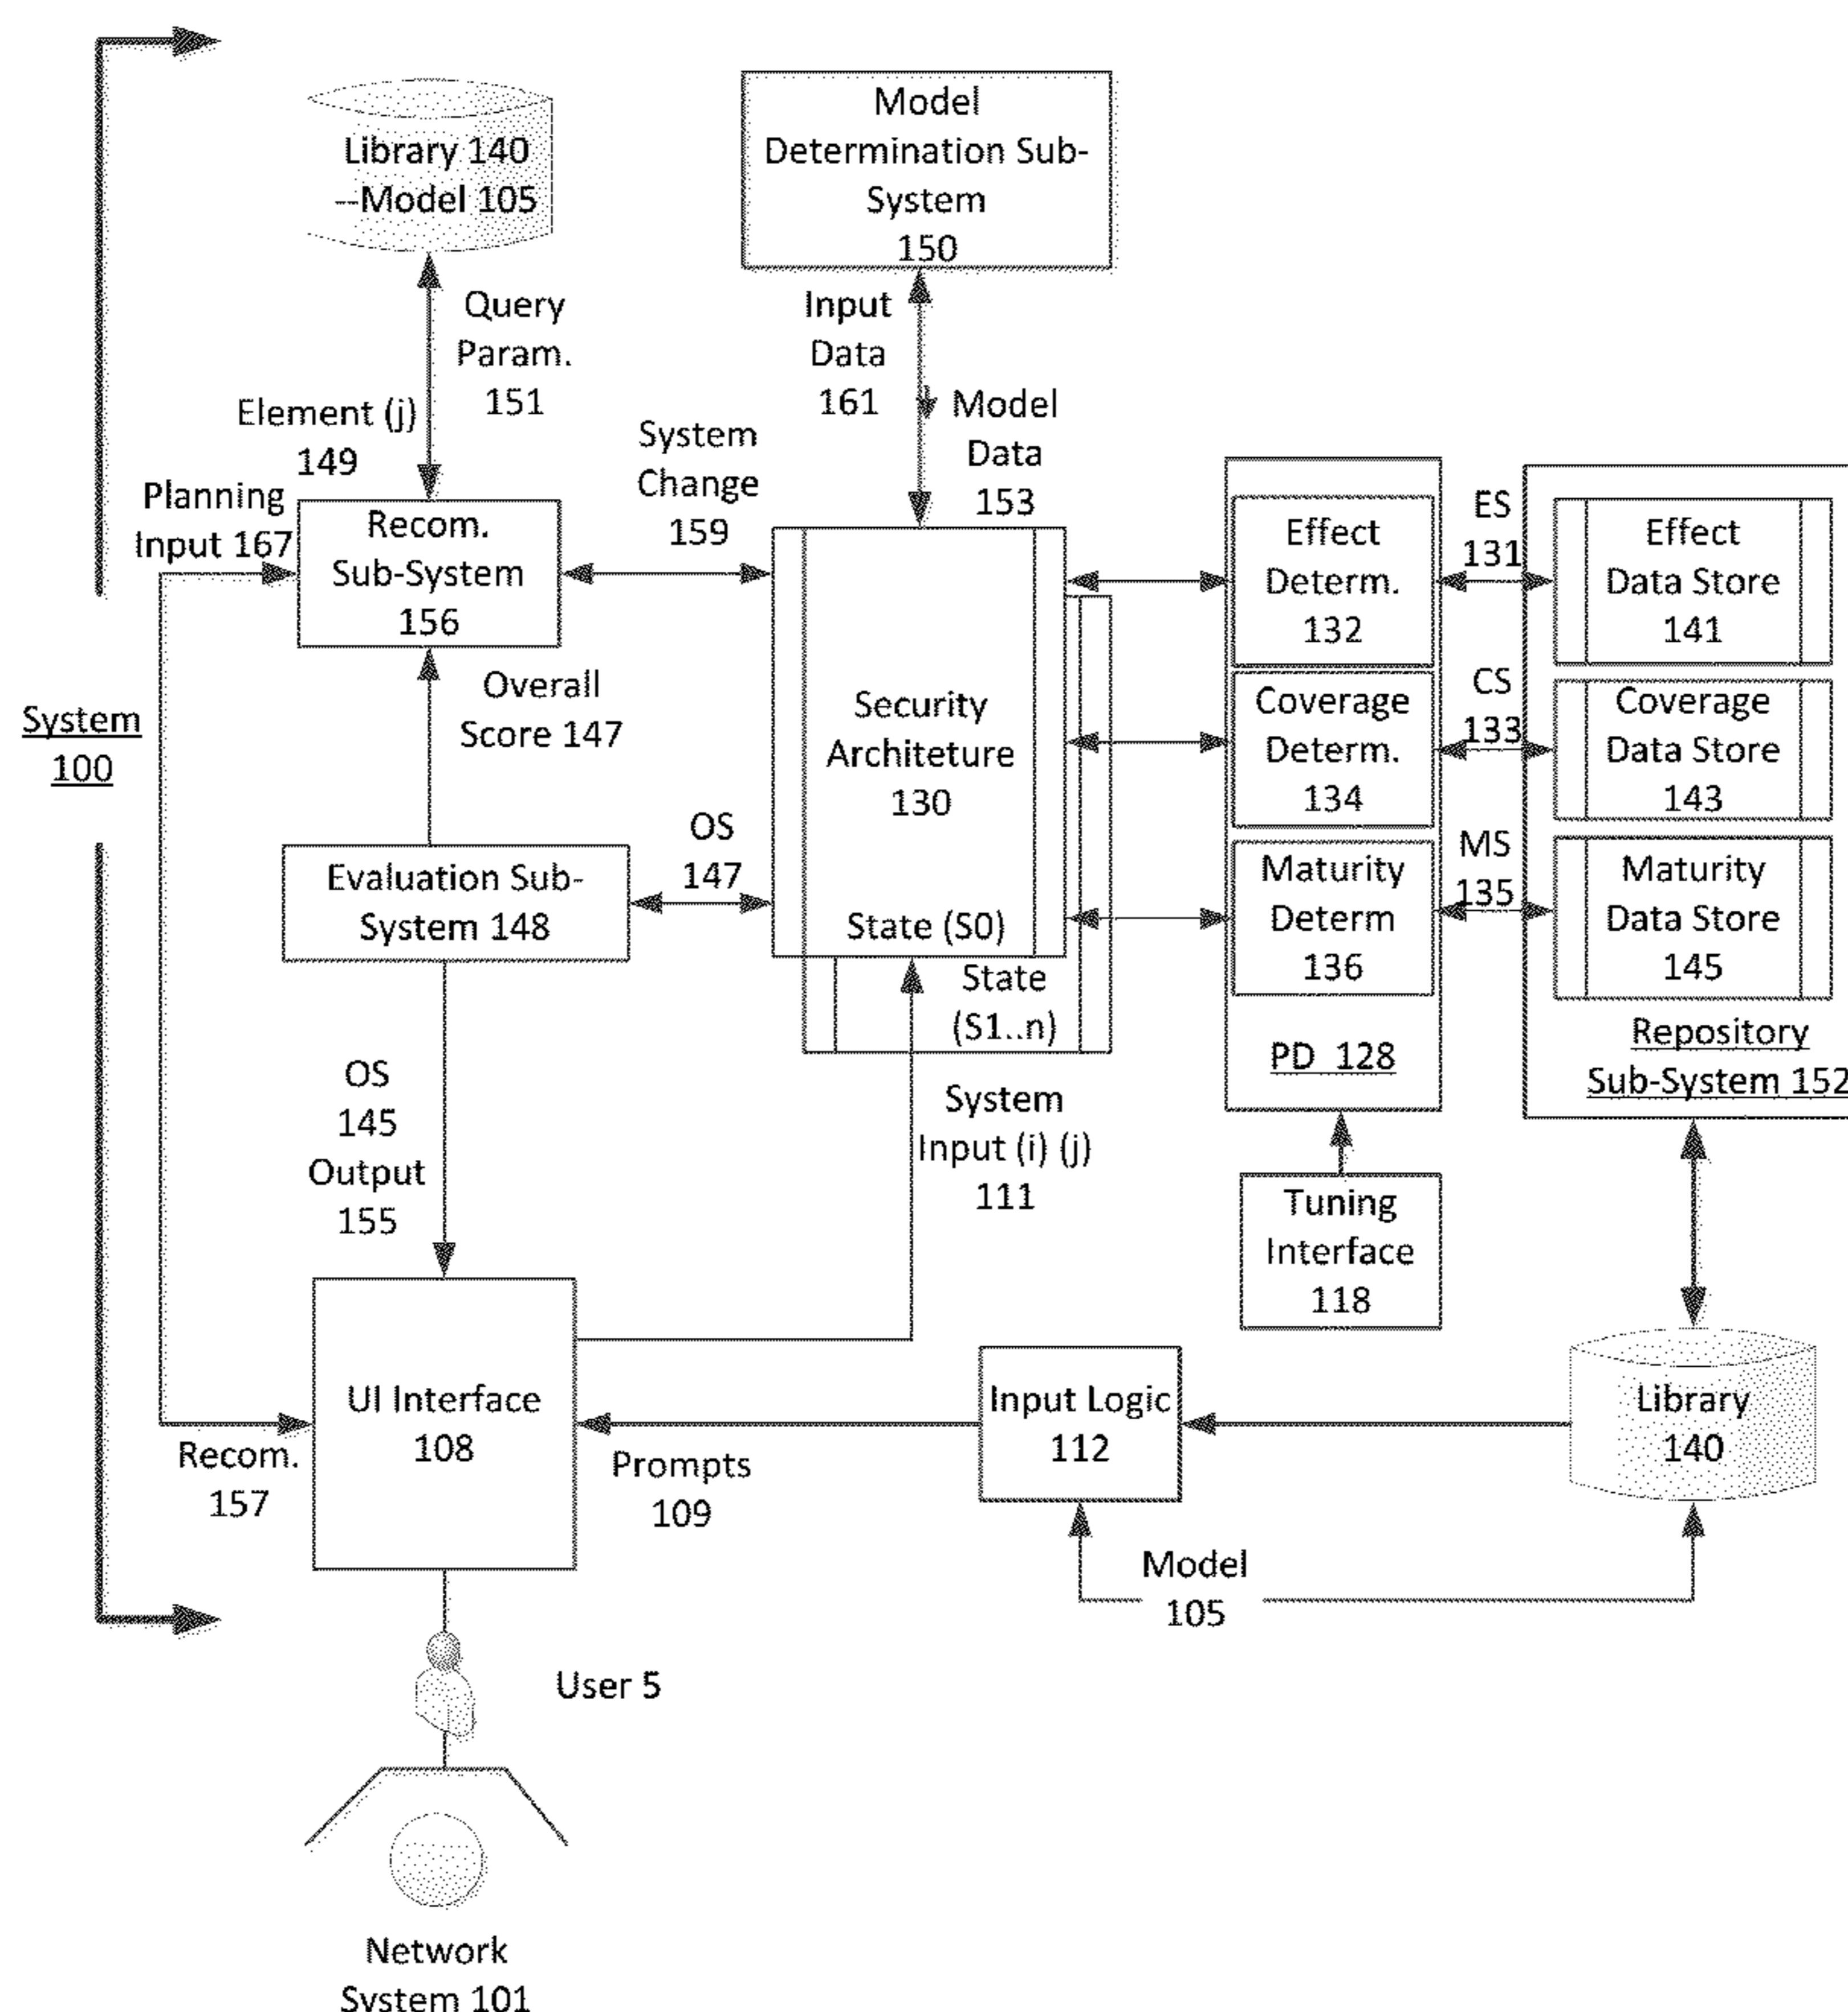 Library 140
--Model 105
Model
Determination Sub-
System
150
Query
Param.
151
Input
Data
161
Element (j)
149
System
Change
159
Model
Data
153
Planning
Input 167
Recom.
Sub-System
156
Effect
Determ.
132
ES
131
Effect
Data Store
141
System
100
Overall
Score 147
Security
Architeture
130
Coverage
Determ.
134
CS
133
Coverage
Data Store
143
Evaluation Sub-
System 148
OS
147
State (S0)
State
(S1..n)
Maturity
Determ
136
MS
135
Maturity
Data Store
145
PD 128
Repository
Sub-System 152
OS
145
Output
155
System
Input (i) (j)
111
Tuning
Interface
118
UI Interface
108
Input Logic
112
Library
140
Recom.
157
Prompts
109
Model
105
User 5
Network
System 101